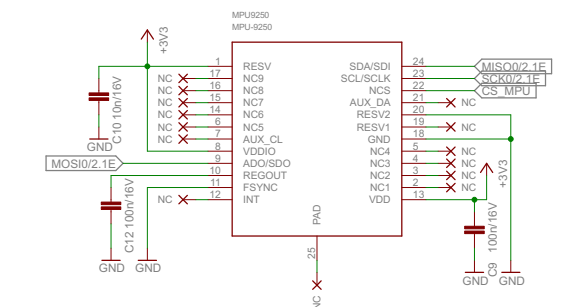 MPU9250
MPU-9250
+3V3
1 RESV SDA/SDI 24 MISO0/2.1E
NC 17 NC9 SCL/SCLK 23 SCK0/2.1E
NC 16 NC8 NCS 22 CS_MPU
NC 15 NC7 AUX_DA 21 NC
NC 14 NC6 RESV2 20
NC 6 NC5 RESV1 19 NC
NC 7 AUX_CL GND 18
8 VDDIO NC4 5 NC
MOSI0/2.1E 9 ADO/SDO NC3 4 NC
10 REGOUT NC2 3 NC
11 FSYNC NC1 2 NC
NC 12 INT VDD 13
+3V3
C10 10n/16V
GND
C12 100n/16V
GND
GND
PAD
25
NC
C9 100n/16V
GND
GND